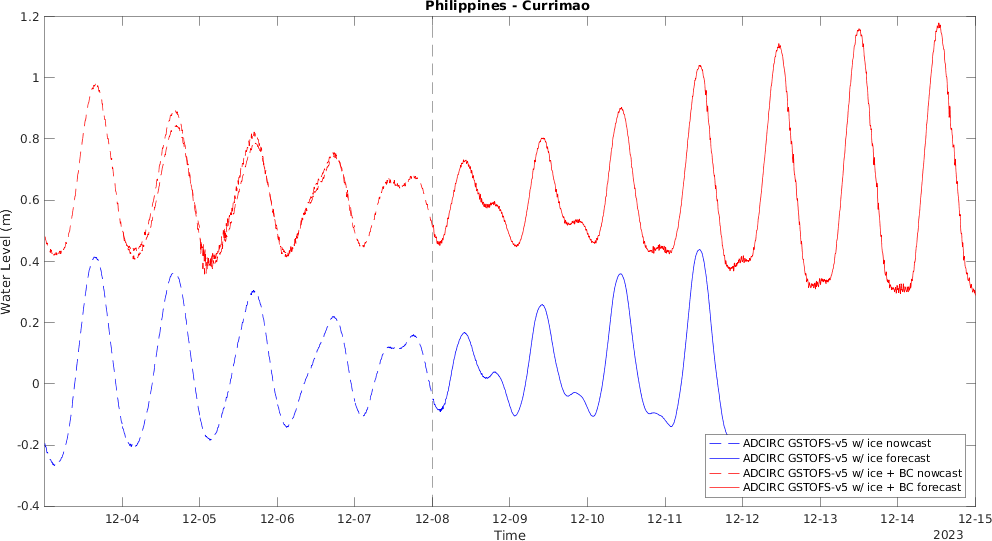 Philippines - Currimao
1.2
1
0.8
0.6
0.4
0.2
0
-0.2
-0.4
Water Level (m)
ADCIRC GSTOFS-v5 w/ ice nowcast
ADCIRC GSTOFS-v5 w/ ice forecast
ADCIRC GSTOFS-v5 w/ ice + BC nowcast
ADCIRC GSTOFS-v5 w/ ice + BC forecast
12-04 12-05 12-06 12-07 12-08 12-09 12-10 12-11 12-12 12-13 12-14 12-15
Time
2023